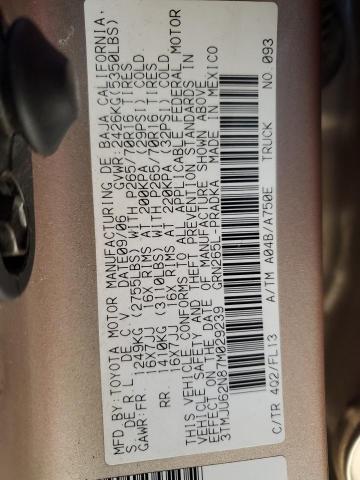 MFD BY: TOYOTA MOTOR MANUFACTURING DE BAJA CALIFORNIA,
S. DE R.L. DE C.V. DATE 09/06 GVWR: 2426KG (5350LBS)
GAWR: FR 1249KG (2755LBS) WITH P265/70R16 TIRES
16X7JJ 16X RIMS AT 200KPA (29PSI) COLD
1410KG (3110LBS) WITH P265/70R16 TIRES
16X7JJ 16X RIMS AT 220KPA (32PSI) COLD
THIS VEHICLE CONFORMS TO ALL APPLICABLE FEDERAL MOTOR
VEHICLE SAFETY AND THEFT PREVENTION STANDARDS IN
EFFECT ON THE DATE OF MANUFACTURE SHOWN ABOVE.
3TMJU62N87M029239 GRN265L-PRADKA MADE IN MEXICO
C/TR 4Q2/FL13 A/TM A04B/A750E TRUCK NO 093